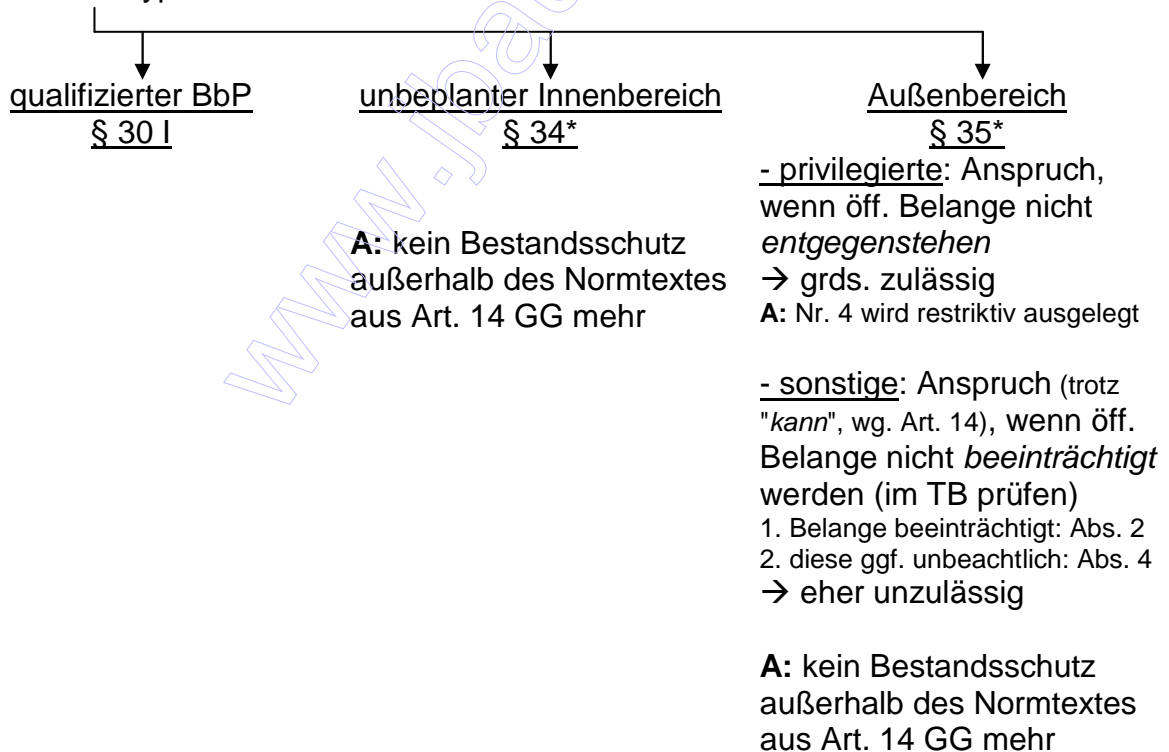 yp
qualifizierter BbP
§ 30 I
unbeplanter Innenbereich
§ 34*
A: kein Bestandsschutz
außerhalb des Normtextes
aus Art. 14 GG mehr
Außenbereich
§ 35*
- privilegierte: Anspruch,
wenn öff. Belange nicht
entgegenstehen
→ grds. zulässig
A: Nr. 4 wird restriktiv ausgelegt
- sonstige: Anspruch (trotz
"kann", wg. Art. 14), wenn öff.
Belange nicht beeinträchtigt
werden (im TB prüfen)
1. Belange beeinträchtigt: Abs. 2
2. diese ggf. unbeachtlich: Abs. 4
→ eher unzulässig
A: kein Bestandsschutz
außerhalb des Normtextes
aus Art. 14 GG mehr